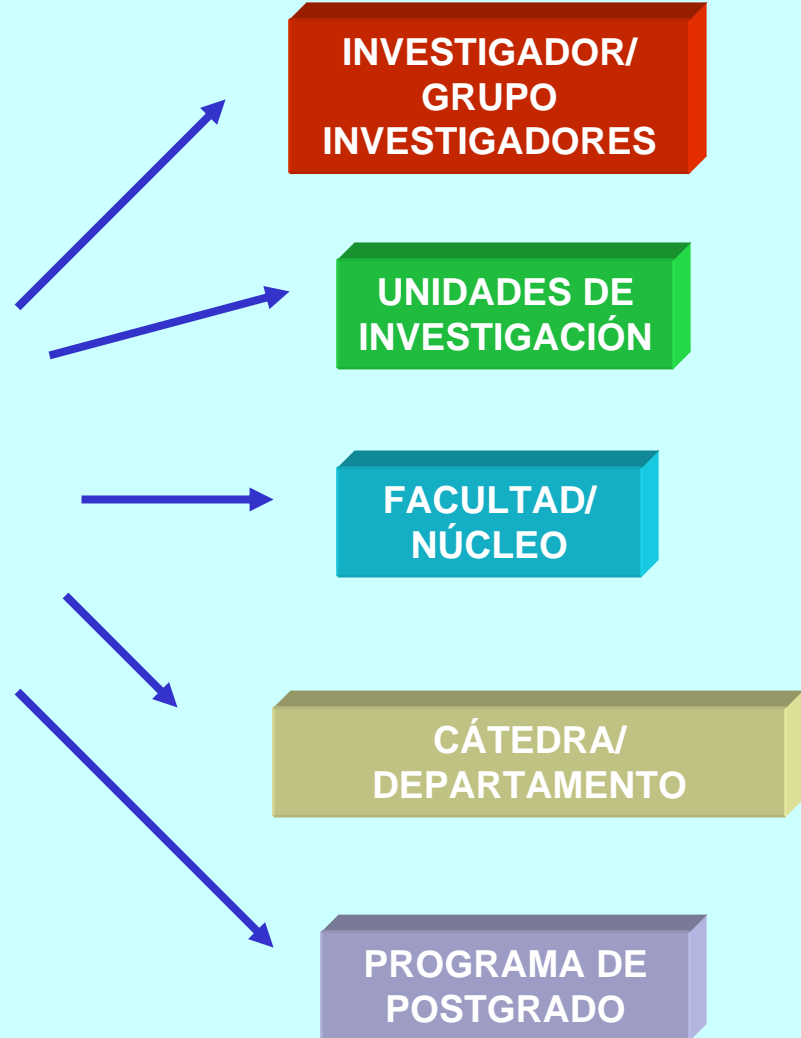 INVESTIGADOR/
GRUPO
INVESTIGADORES
UNIDADES DE
INVESTIGACIÓN
FACULTAD/
NÚCLEO
CÁTEDRA/
DEPARTAMENTO
PROGRAMA DE
POSTGRADO